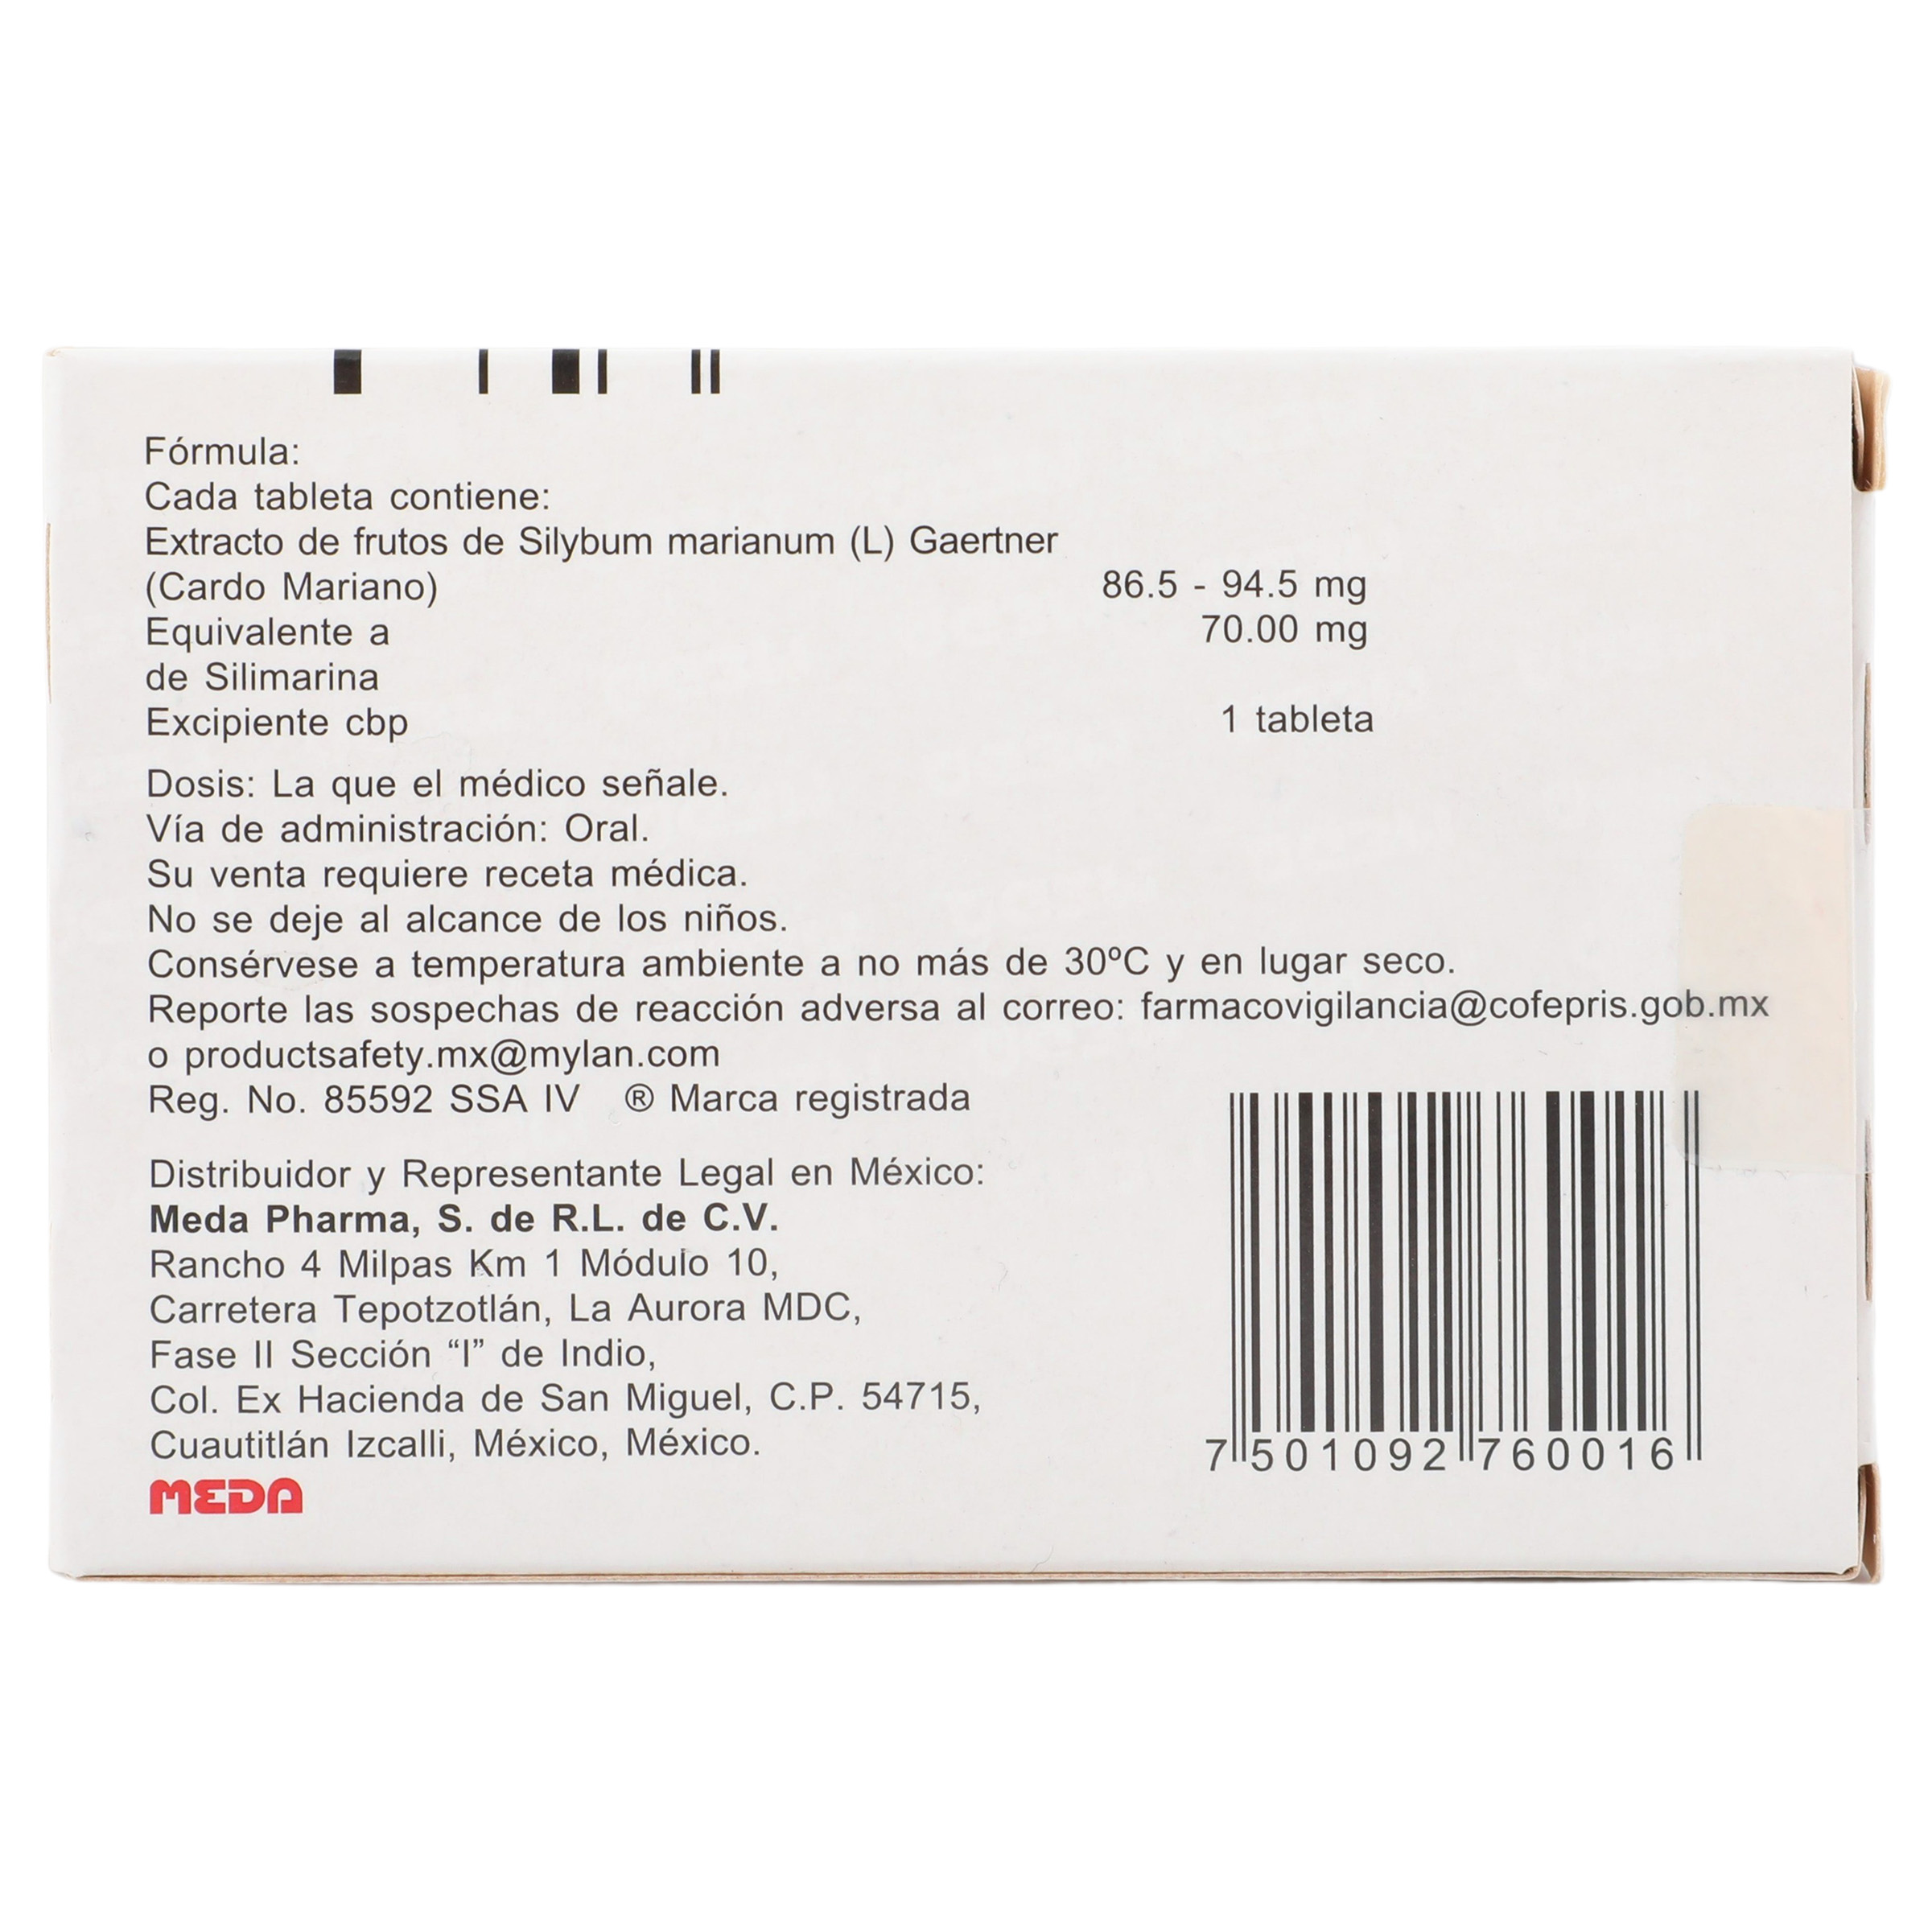 Fórmula:
Cada tableta contiene:
Extracto de frutos de Silybum marianum (L) Gaertner
(Cardo Mariano) 86.5 - 94.5 mg
Equivalente a 70.00 mg
de Silimarina
Excipiente cbp 1 tableta
Dosis: La que el médico señale.
Vía de administración: Oral.
Su venta requiere receta médica.
No se deje al alcance de los niños.
Consérvese a temperatura ambiente a no más de 30ºC y en lugar seco.
Reporte las sospechas de reacción adversa al correo: farmacovigilancia@cofepris.gob.mx
o productsafety.mx@mylan.com
Reg. No. 85592 SSA IV ® Marca registrada
Distribuidor y Representante Legal en México:
Meda Pharma, S. de R.L. de C.V.
Rancho 4 Milpas Km 1 Módulo 10,
Carretera Tepotzotlán, La Aurora MDC,
Fase II Sección “I” de Indio,
Col. Ex Hacienda de San Miguel, C.P. 54715,
Cuautitlán Izcalli, México, México.
MEDA
7 501092 760016